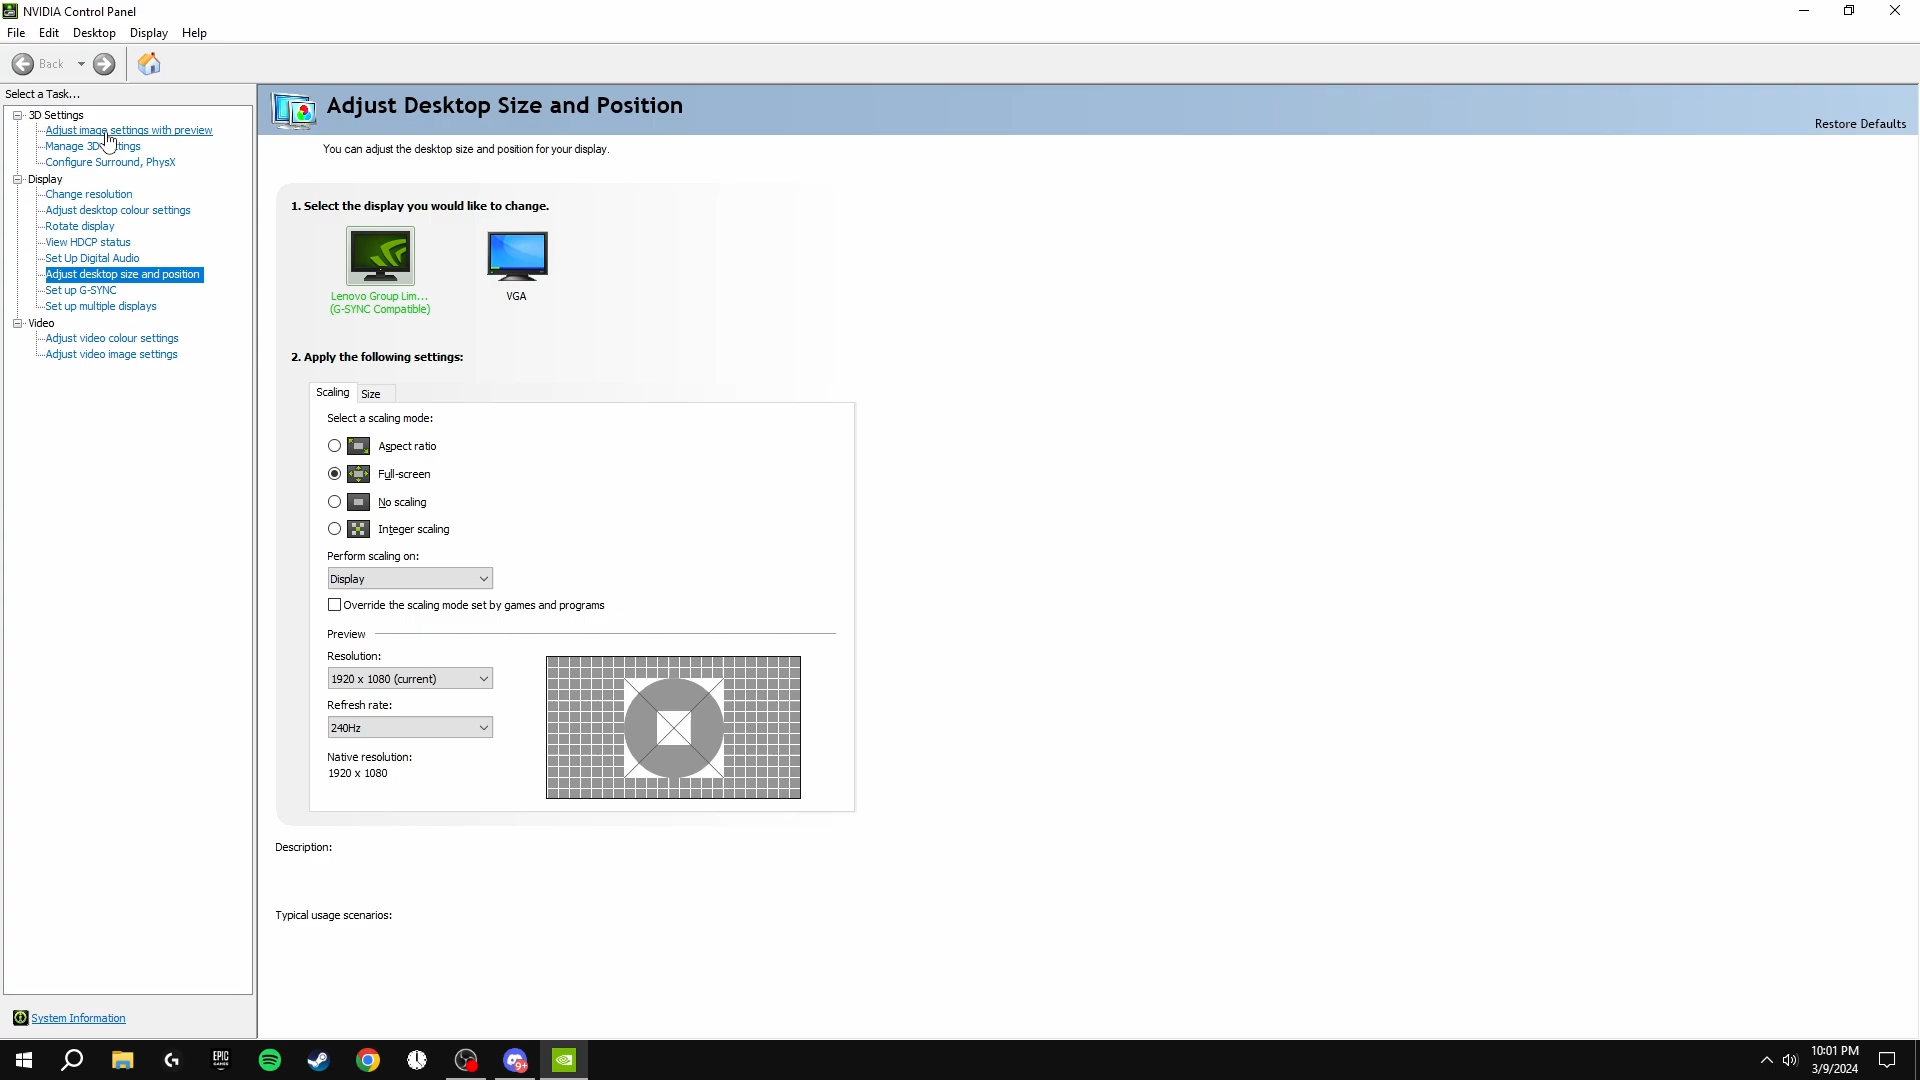 NVIDIA Control Panel
File Edit Desktop Display Help
Back
Select a Task...
3D Settings
Adjust image settings with preview
Manage 3D Settings
Configure Surround, PhysX
Display
Change resolution
Adjust desktop colour settings
Rotate display
View HDCP status
Set Up Digital Audio
Adjust desktop size and position
Set up G-SYNC
Set up multiple displays
Video
Adjust video colour settings
Adjust video image settings
System Information
Adjust Desktop Size and Position
Restore Defaults
You can adjust the desktop size and position for your display.
1. Select the display you would like to change.
Lenovo Group Lim...
(G-SYNC Compatible)
VGA
2. Apply the following settings:
Scaling Size
Select a scaling mode:
Aspect ratio
Full-screen
No scaling
Integer scaling
Perform scaling on:
Display
Override the scaling mode set by games and programs
Preview
Resolution:
1920 x 1080 (current)
Refresh rate:
240Hz
Native resolution:
1920 x 1080
Description:
Typical usage scenarios:
EPIC
GAMES
9+
10:01 PM
3/9/2024